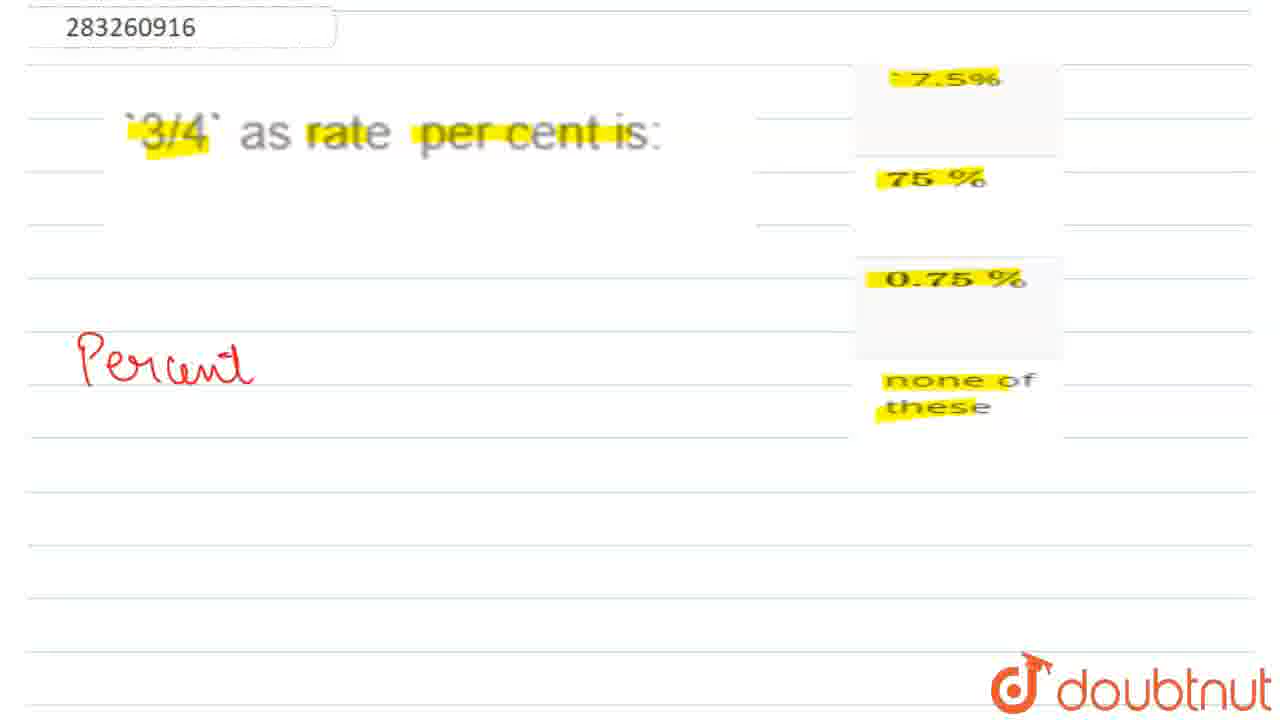 283260916
`3/4` as rate per cent is:
` 7.5%
75 %
0.75 %
none of
these
Percent
doubtnut